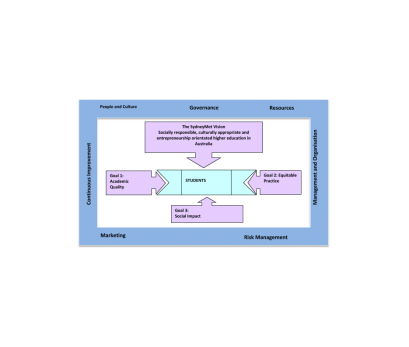 People and Culture
Governance
Resources
The SydneyMet Vision
Socially responsible, culturally appropriate and
entrepreneurship orientated higher education in
Australia
Continuous Improvement
Management and Organisation
Goal 1:
Academic
Quality
STUDENTS
Goal 2: Equitable
Practice
Goal 3:
Social Impact
Marketing
Risk Management